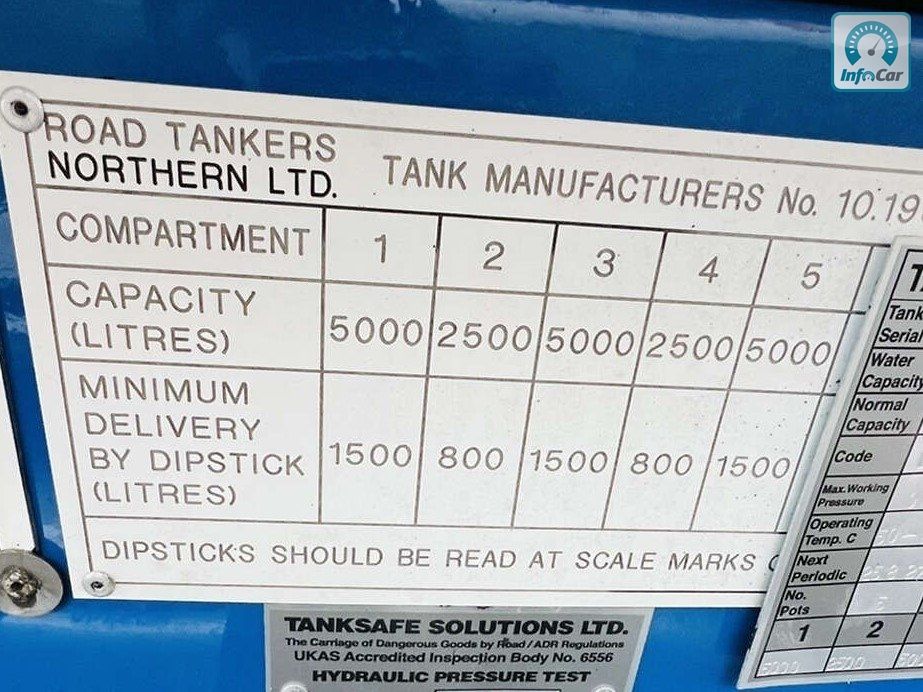 InfoCar
ROAD TANKERS
NORTHERN LTD.
TANK MANUFACTURERS No. 10.19
COMPARTMENT 1 2 3 4 5
CAPACITY
(LITRES) 5000 2500 5000 2500 5000
MINIMUM
DELIVERY
BY DIPSTICK 1500 800 1500 800 1500
(LITRES)
DIPSTICKS SHOULD BE READ AT SCALE MARKS
Tank
Serial
Water
Capacity
Normal
Capacity
Code
Max. Working
Pressure
Operating
Temp. C
Next
Periodic
No.
Pots
1 2
5000 2500
TANKSAFE SOLUTIONS LTD.
The Carriage of Dangerous Goods by Road / ADR Regulations
UKAS Accredited Inspection Body No. 6556
HYDRAULIC PRESSURE TEST